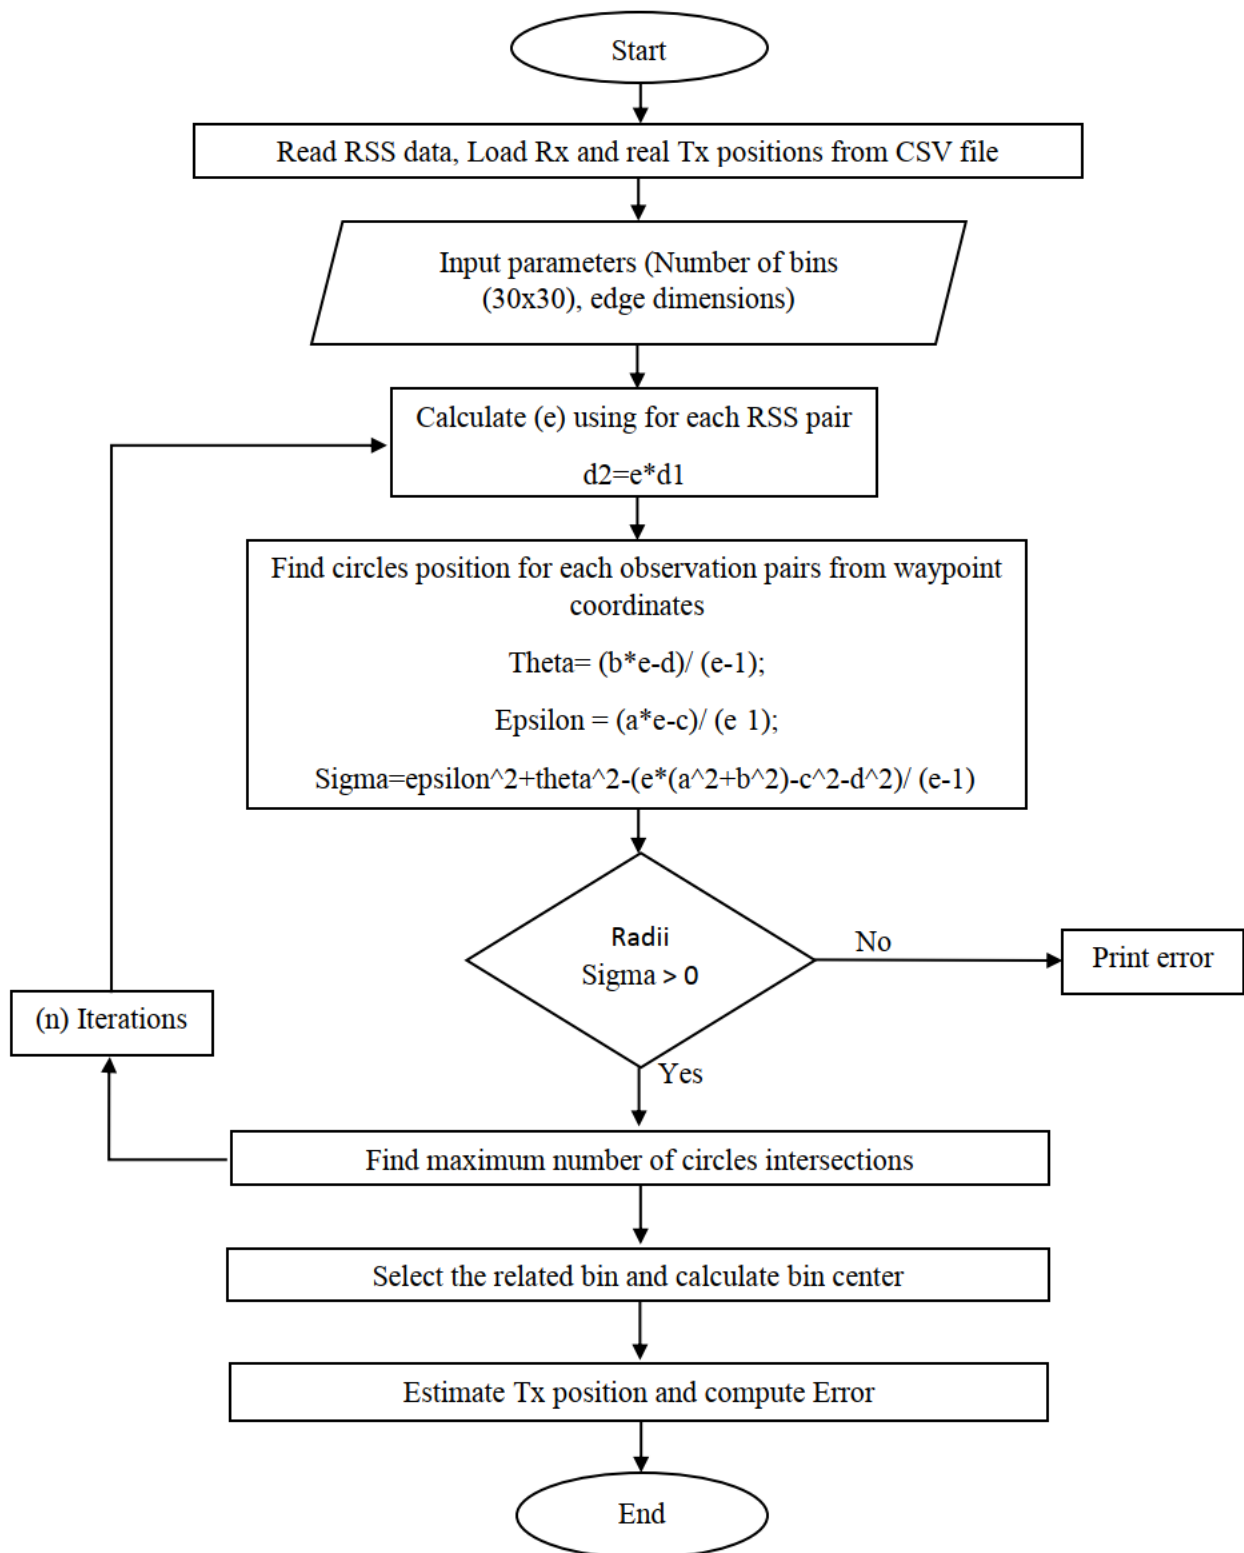 Start
Read RSS data, Load Rx and real Tx positions from CSV file
Input parameters (Number of bins
(30x30), edge dimensions)
Calculate (e) using for each RSS pair
d2=e*d1
Find circles position for each observation pairs from waypoint
coordinates
Theta= (b*e-d)/ (e-1);
Epsilon = (a*e-c)/ (e 1);
Sigma=epsilon^2+theta^2-(e*(a^2+b^2)-c^2-d^2)/ (e-1)
Radii
Sigma > 0
No
Print error
(n) Iterations
Yes
Find maximum number of circles intersections
Select the related bin and calculate bin center
Estimate Tx position and compute Error
End